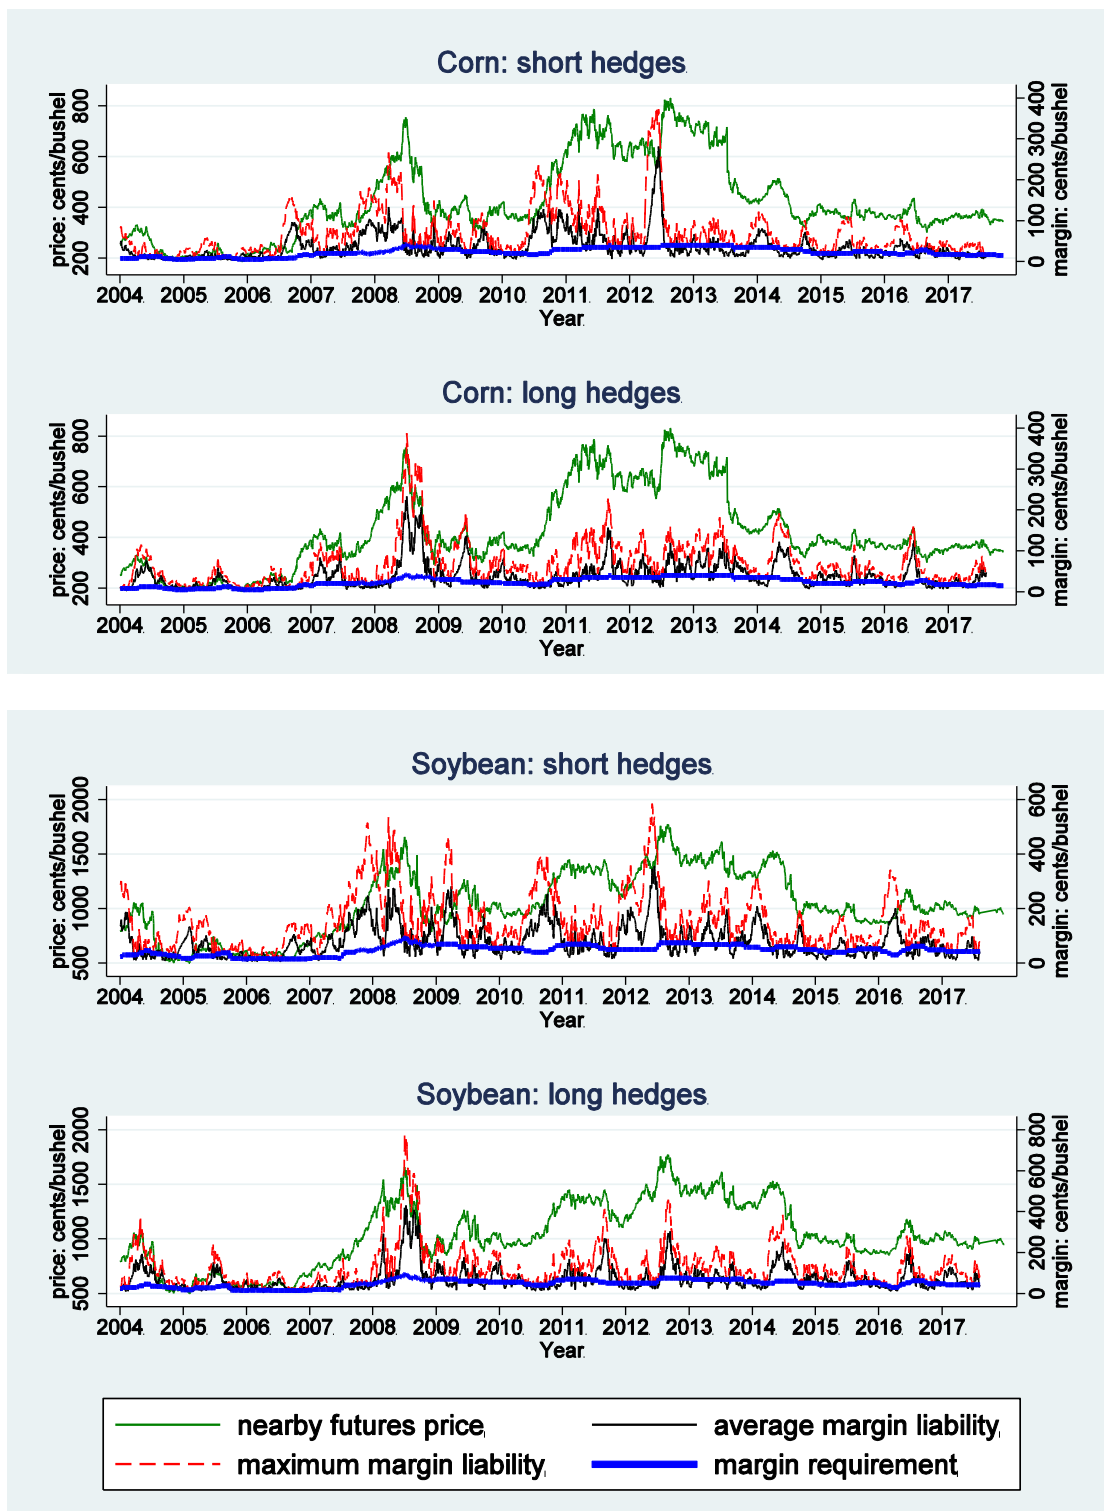 Corn: short hedges
price: cents/bushel
200 400 600 800
margin: cents/bushel
0 100 200 300 400
2004 2005 2006 2007 2008 2009 2010 2011 2012 2013 2014 2015 2016 2017
Year
Corn: long hedges
price: cents/bushel
200 400 600 800
margin: cents/bushel
0 100 200 300 400
2004 2005 2006 2007 2008 2009 2010 2011 2012 2013 2014 2015 2016 2017
Year
Soybean: short hedges
price: cents/bushel
500 1000 1500 2000
margin: cents/bushel
0 200 400 600
2004 2005 2006 2007 2008 2009 2010 2011 2012 2013 2014 2015 2016 2017
Year
Soybean: long hedges
price: cents/bushel
500 1000 1500 2000
margin: cents/bushel
0 200 400 600 800
2004 2005 2006 2007 2008 2009 2010 2011 2012 2013 2014 2015 2016 2017
Year
nearby futures price average margin liability
maximum margin liability margin requirement